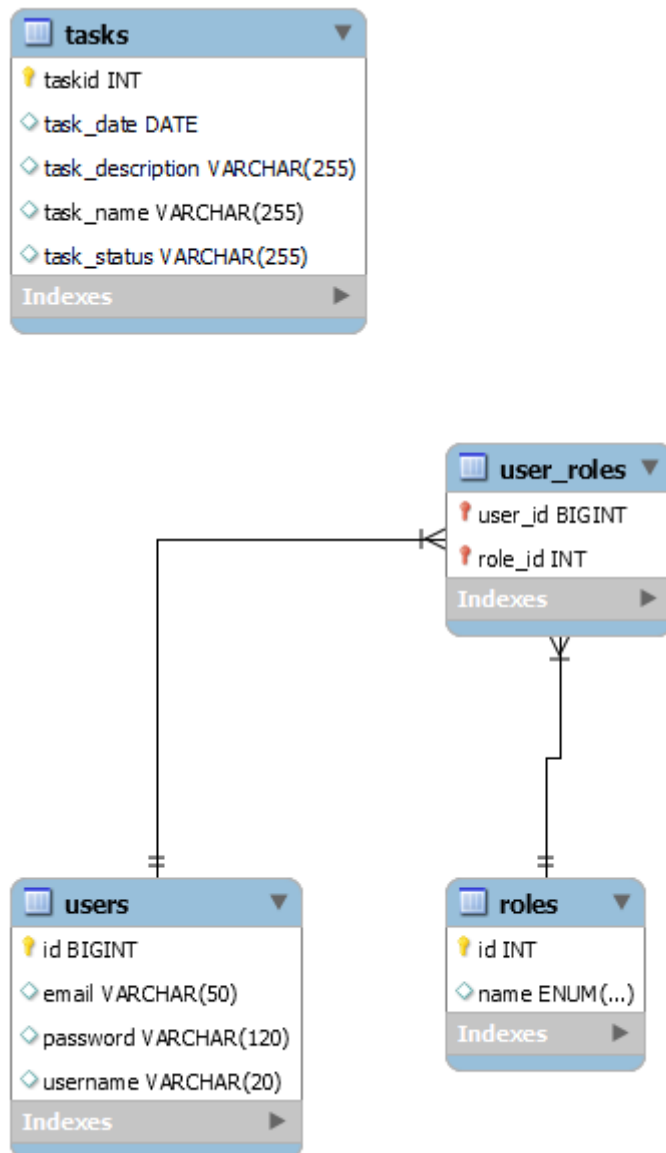 tasks
taskid INT
task_date DATE
task_description VARCHAR(255)
task_name VARCHAR(255)
task_status VARCHAR(255)
Indexes
user_roles
user_id BIGINT
role_id INT
Indexes
users
id BIGINT
email VARCHAR(50)
password VARCHAR(120)
username VARCHAR(20)
Indexes
roles
id INT
name ENUM(...)
Indexes